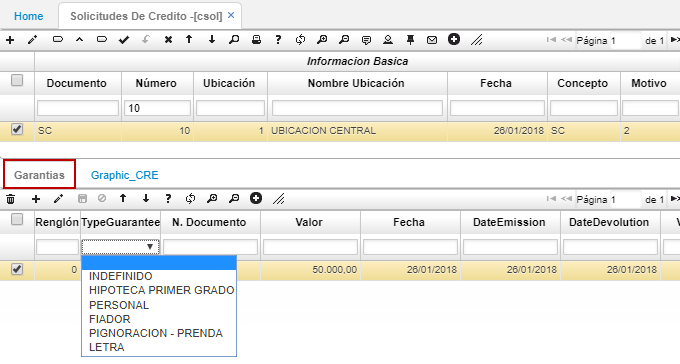 Home Solicitudes De Credito -[csol] ×
Página 1 de 1
Informacion Basica
Documento Número Ubicación Nombre Ubicación Fecha Concepto Motivo
10
SC 10 1 UBICACION CENTRAL 26/01/2018 SC 2
Garantias Graphic_CRE
Página 1 de 1
Renglón TypeGuarantee N. Documento Valor Fecha DateEmission DateDevolution V
0 50.000,00 26/01/2018 26/01/2018 26/01/2018
INDEFINIDO
HIPOTECA PRIMER GRADO
PERSONAL
FIADOR
PIGNORACION - PRENDA
LETRA